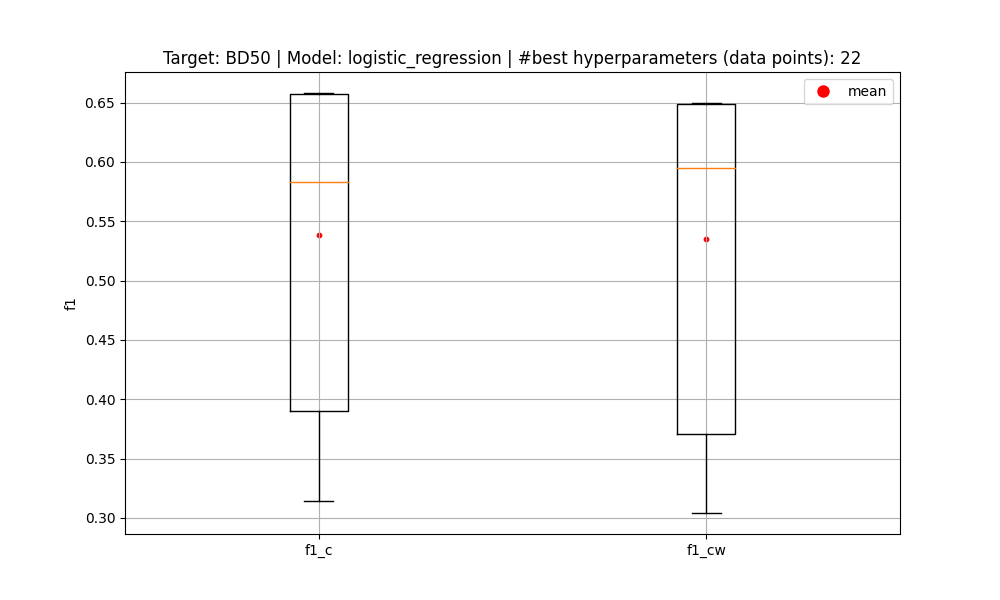 Target: BD50 | Model: logistic_regression | #best hyperparameters (data points): 22
mean
0.65
0.60
0.55
0.50
0.45
0.40
0.35
0.30
f1
f1_c
f1_cw